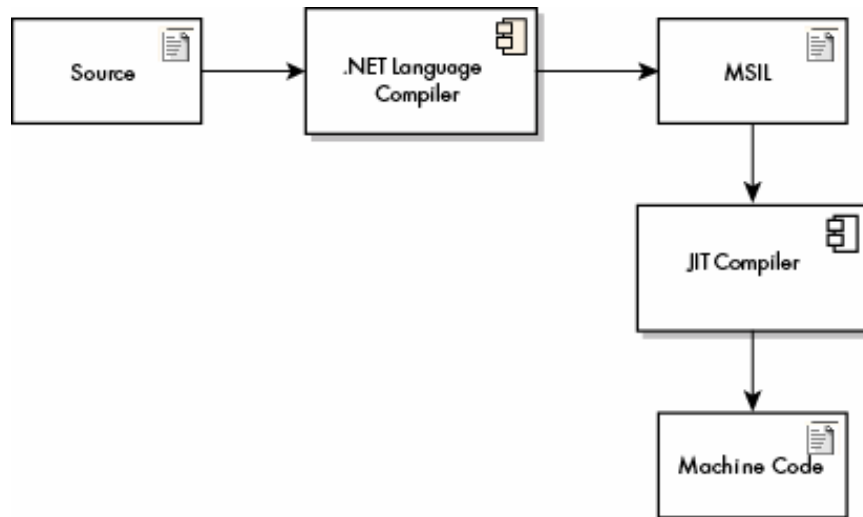 Source
.NET Language
Compiler
MSIL
JIT Compiler
Machine Code